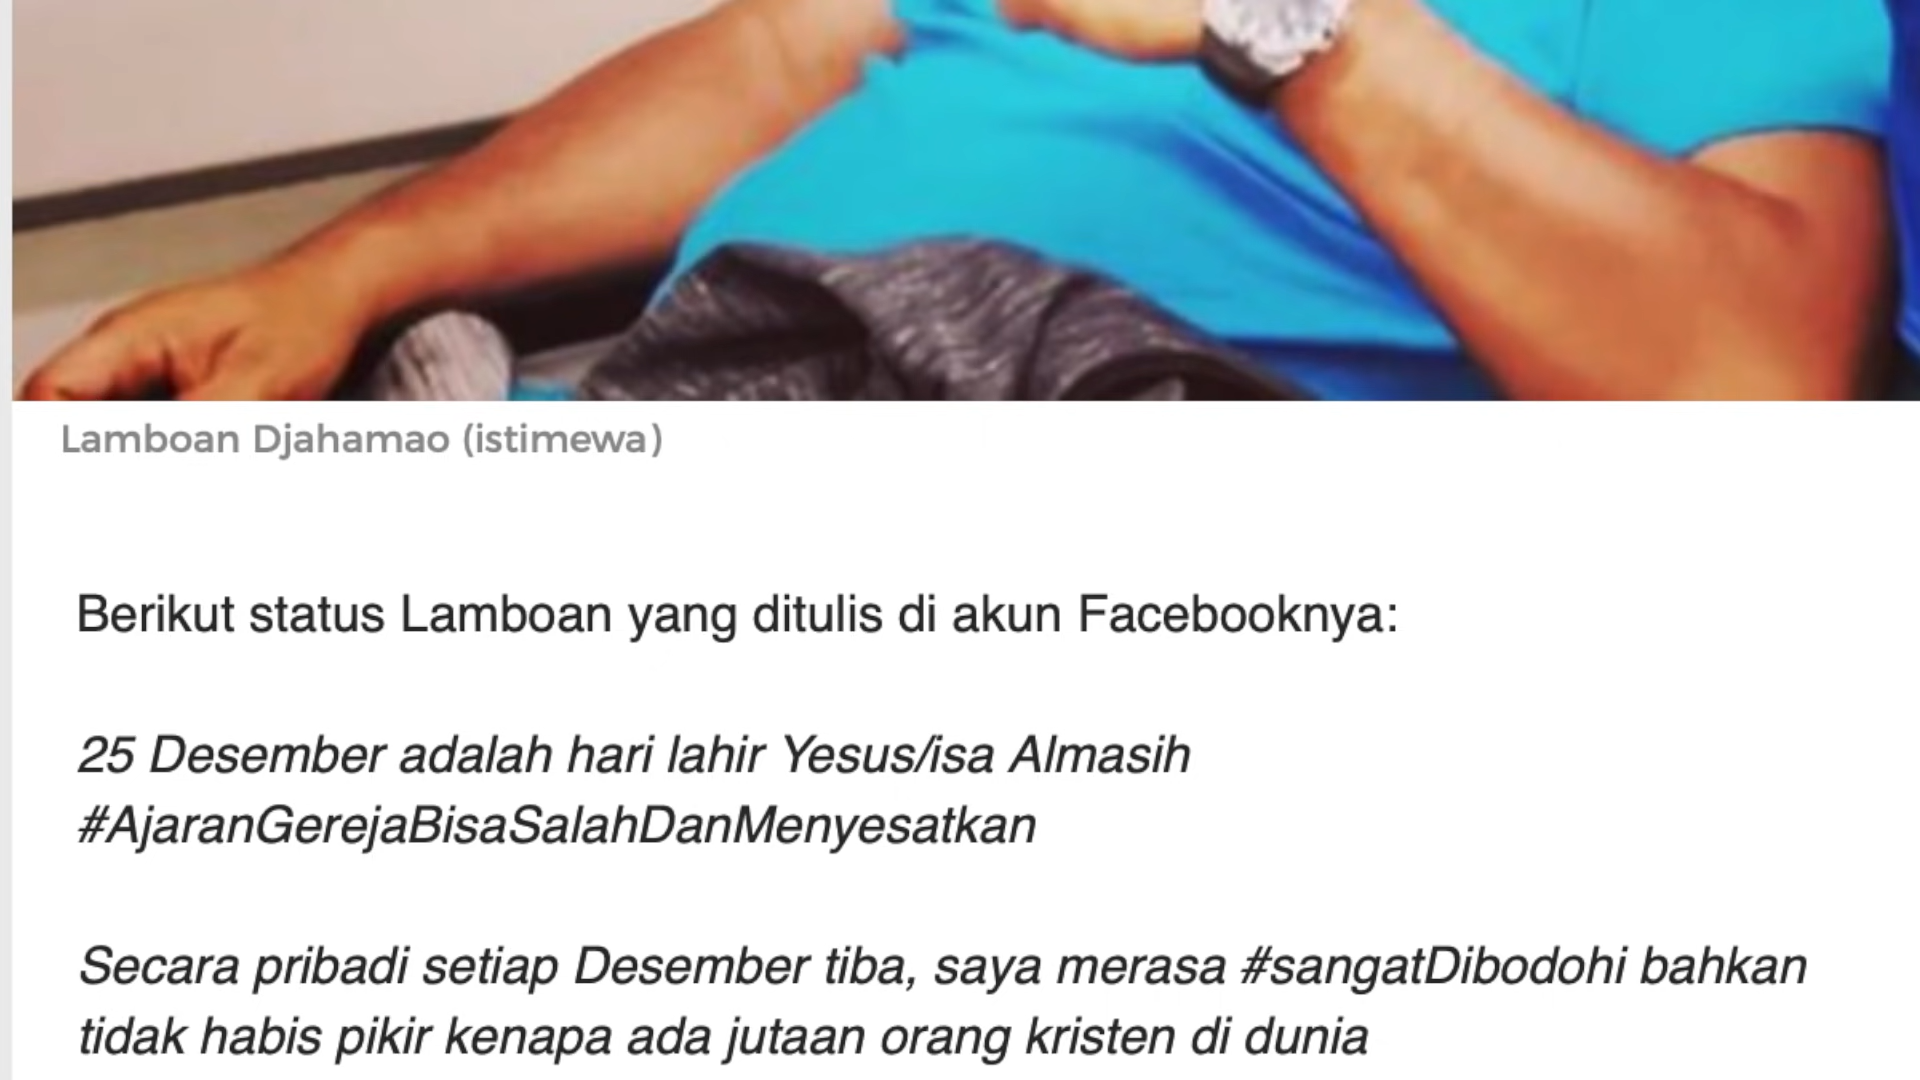 Lamboan Djahamao (istimewa)
Berikut status Lamboan yang ditulis di akun Facebooknya:
25 Desember adalah hari lahir Yesus/isa Almasih
#AjaranGerejaBisaSalahDanMenyesatkan
Secara pribadi setiap Desember tiba, saya merasa #sangatDibodohi bahkan
tidak habis pikir kenapa ada jutaan orang kristen di dunia